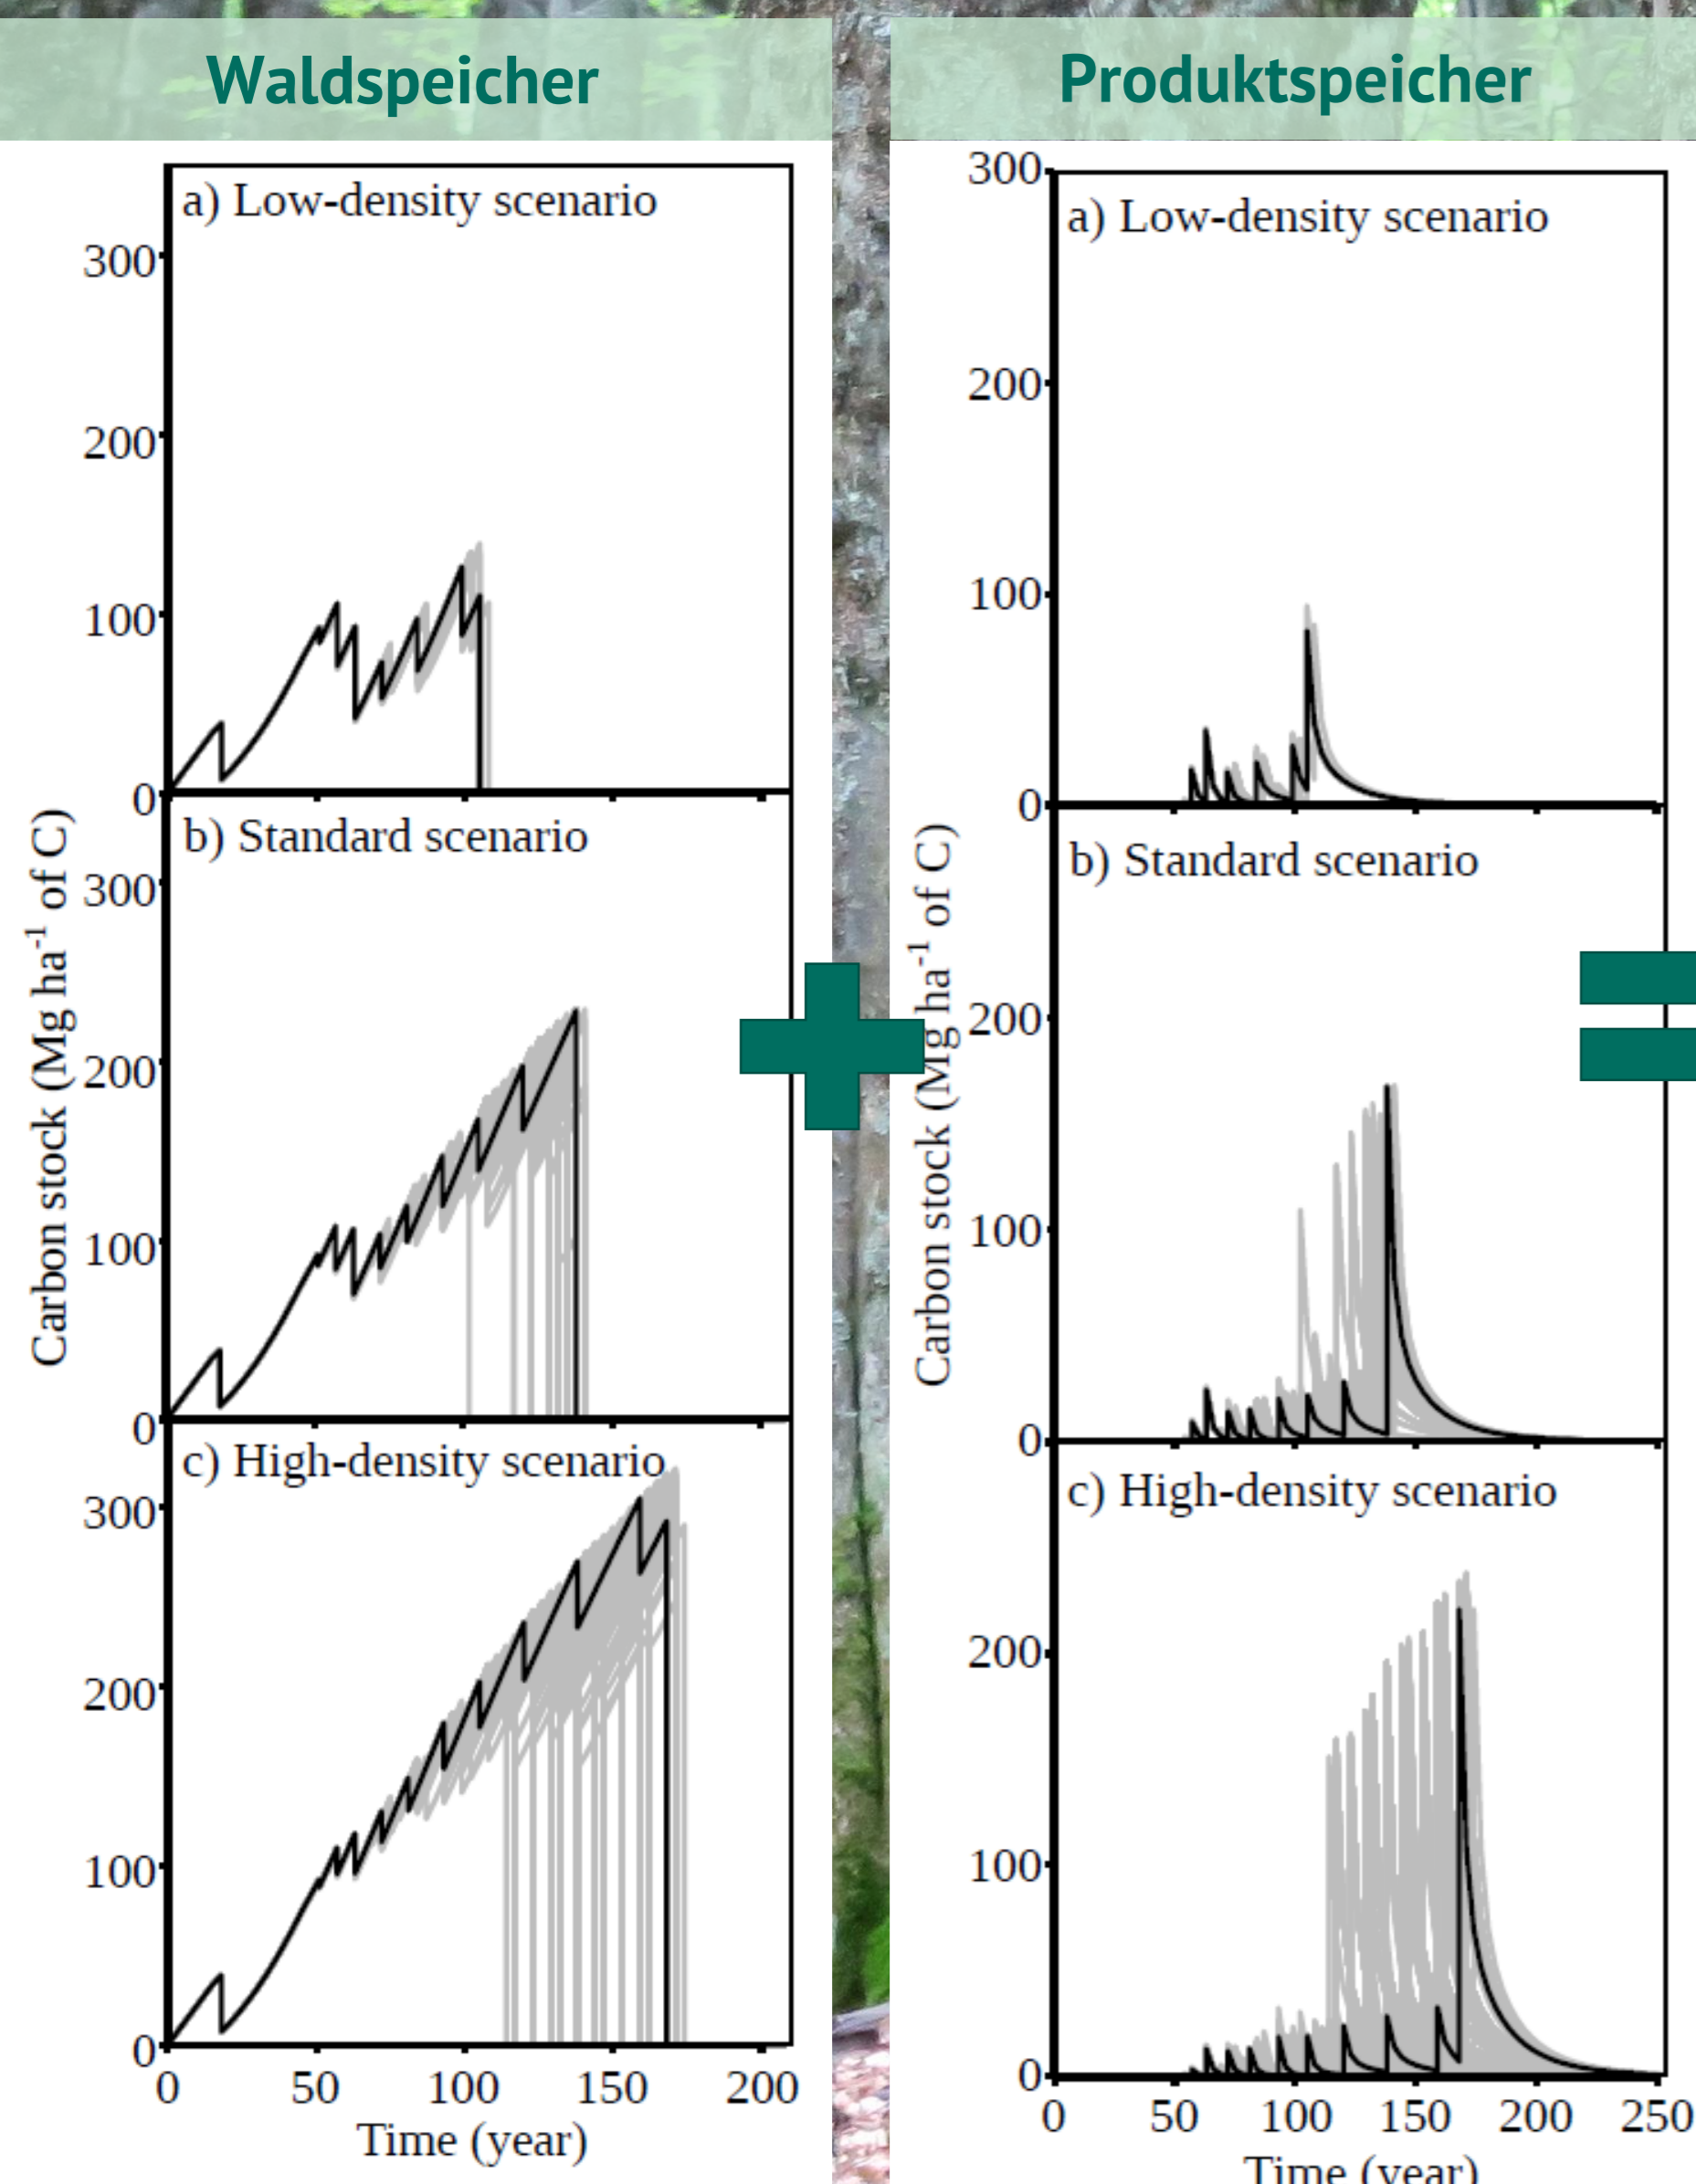 Waldspeicher
a) Low-density scenario
300
200
100
0
b) Standard scenario
300
200
100
0
c) High-density scenario
300
200
100
0
0 50 100 150 200
Time (year)
Carbon stock (Mg ha⁻¹ of C)
Produktspeicher
300
a) Low-density scenario
200
100
0
b) Standard scenario
200
100
0
c) High-density scenario
200
100
0
0 50 100 150 200 250
Time (year)
Carbon stock (Mg ha⁻¹ of C)